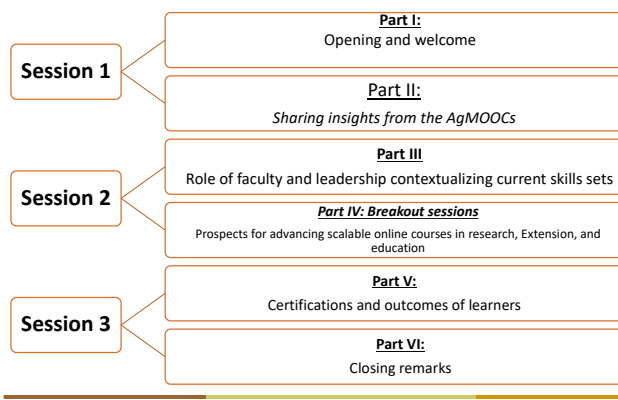 Session 1
Part I:
Opening and welcome
Part II:
Sharing insights from the AgMOOCs
Session 2
Part III
Role of faculty and leadership contextualizing current skills sets
Part IV: Breakout sessions
Prospects for advancing scalable online courses in research, Extension, and
education
Session 3
Part V:
Certifications and outcomes of learners
Part VI:
Closing remarks